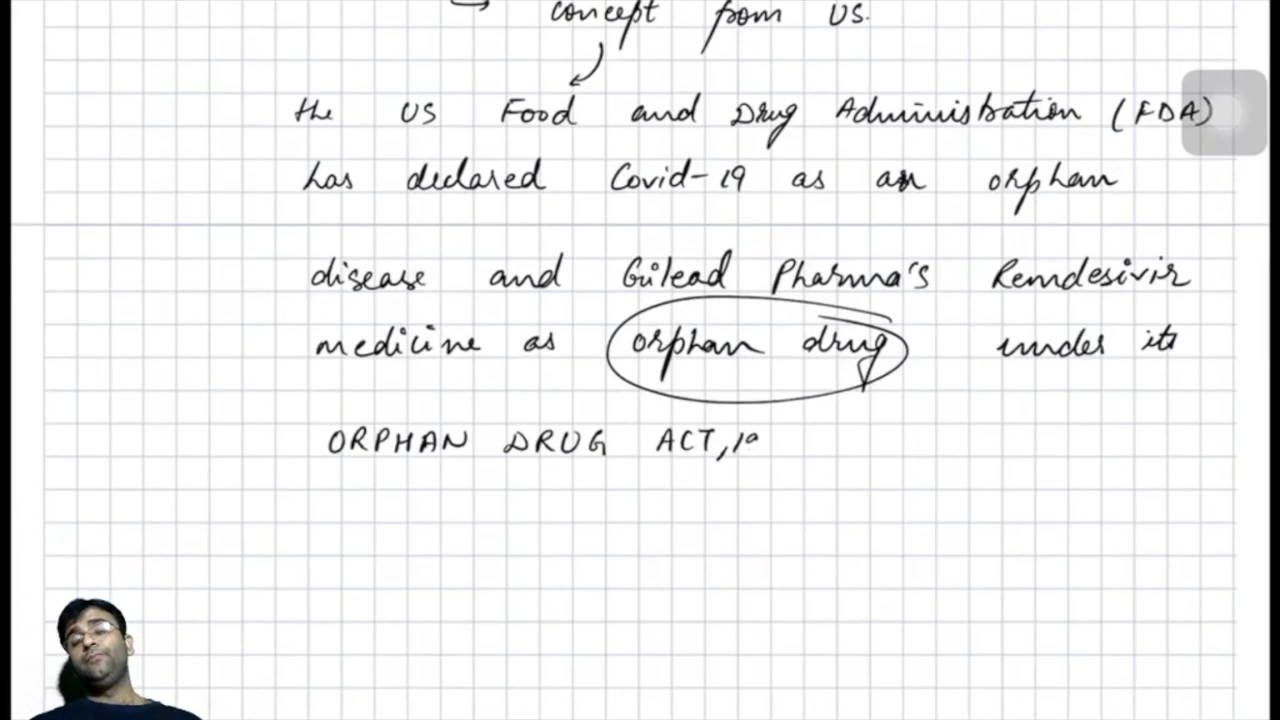 concept from US.
the US Food and Drug Administration (FDA)
has declared Covid-19 as an orphan
disease and Gilead Pharma's Remdesivir
medicine as orphan drug under its
ORPHAN DRUG ACT, 19